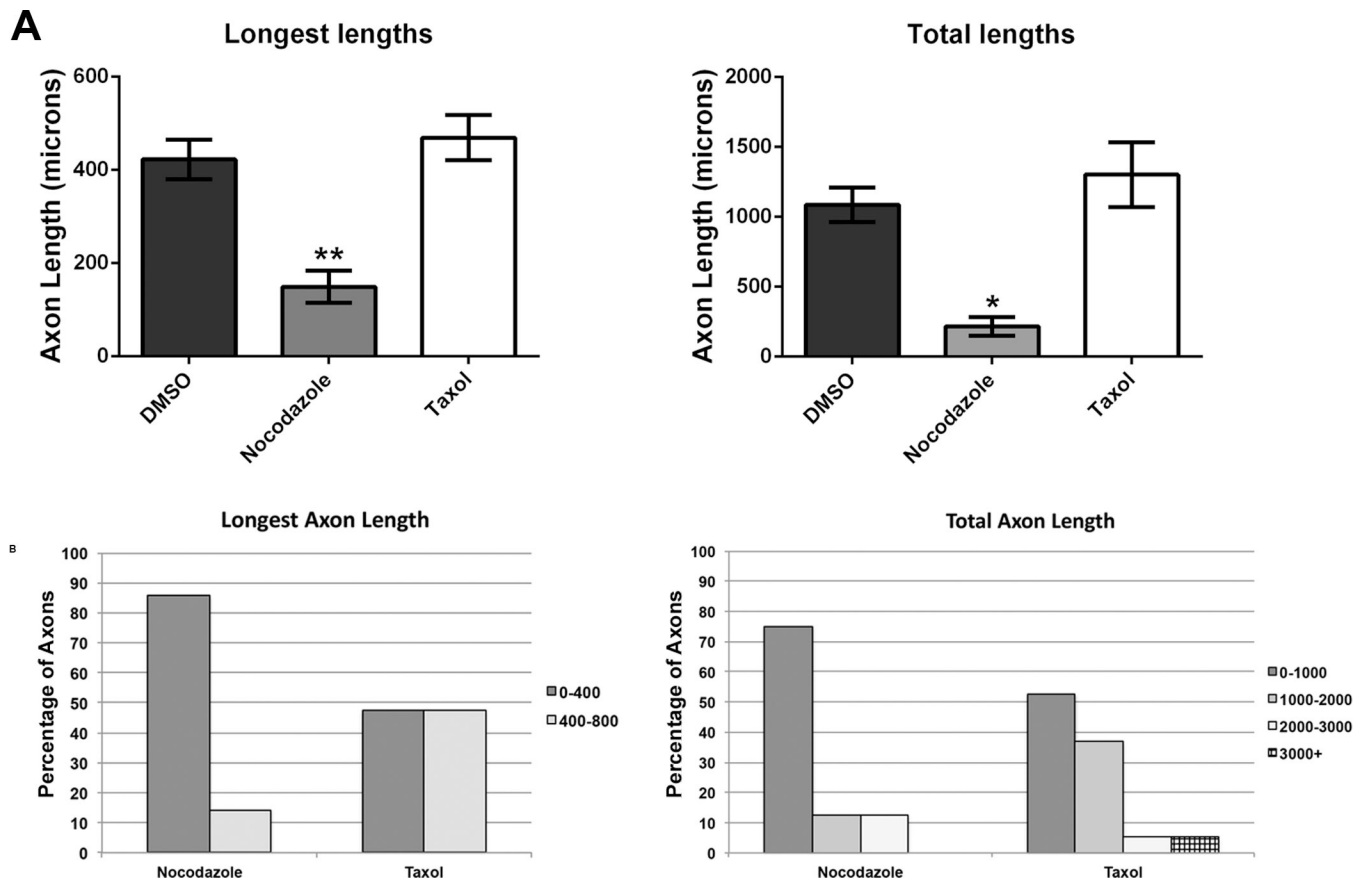 A
Longest lengths
Axon Length (microns)
600
400
200
0
**
DMSO
Nocodazole
Taxol
Total lengths
Axon Length (microns)
2000
1500
1000
500
0
*
DMSO
Nocodazole
Taxol
B
Longest Axon Length
Percentage of Axons
100
90
80
70
60
50
40
30
20
10
0
Nocodazole
Taxol
0-400
400-800
Total Axon Length
Percentage of Axons
100
90
80
70
60
50
40
30
20
10
0
Nocodazole
Taxol
0-1000
1000-2000
2000-3000
3000+